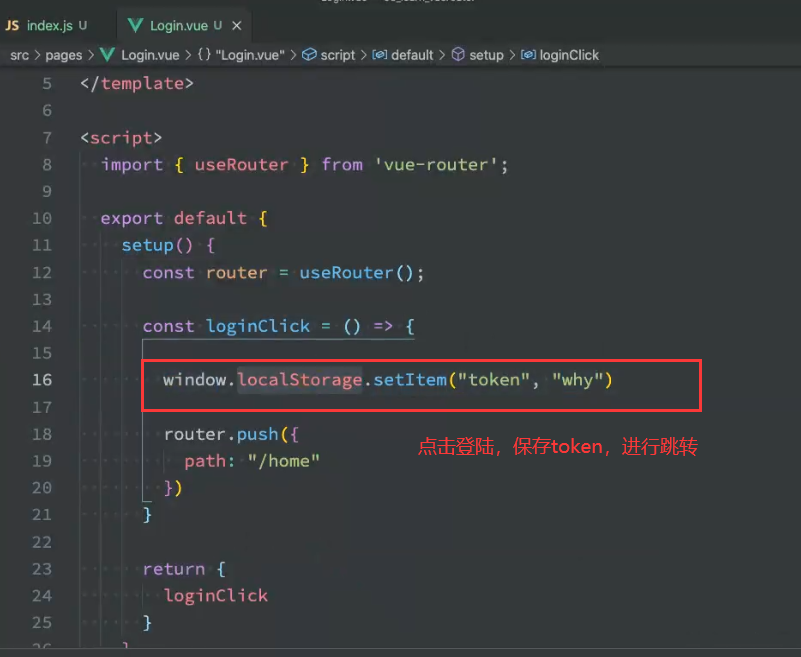 JS index.js U
Login.vue U ×
src > pages > Login.vue > {} "Login.vue" > script > default > setup > loginClick
5 </template>
6
7 <script>
8 import { useRouter } from 'vue-router';
9
10 export default {
11 setup() {
12 const router = useRouter();
13
14 const loginClick = () => {
15
16 window.localStorage.setItem("token", "why")
17
18 router.push({
19 path: "/home"
点击登陆，保存token，进行跳转
20 })
21 }
22
23 return {
24 loginClick
25 }